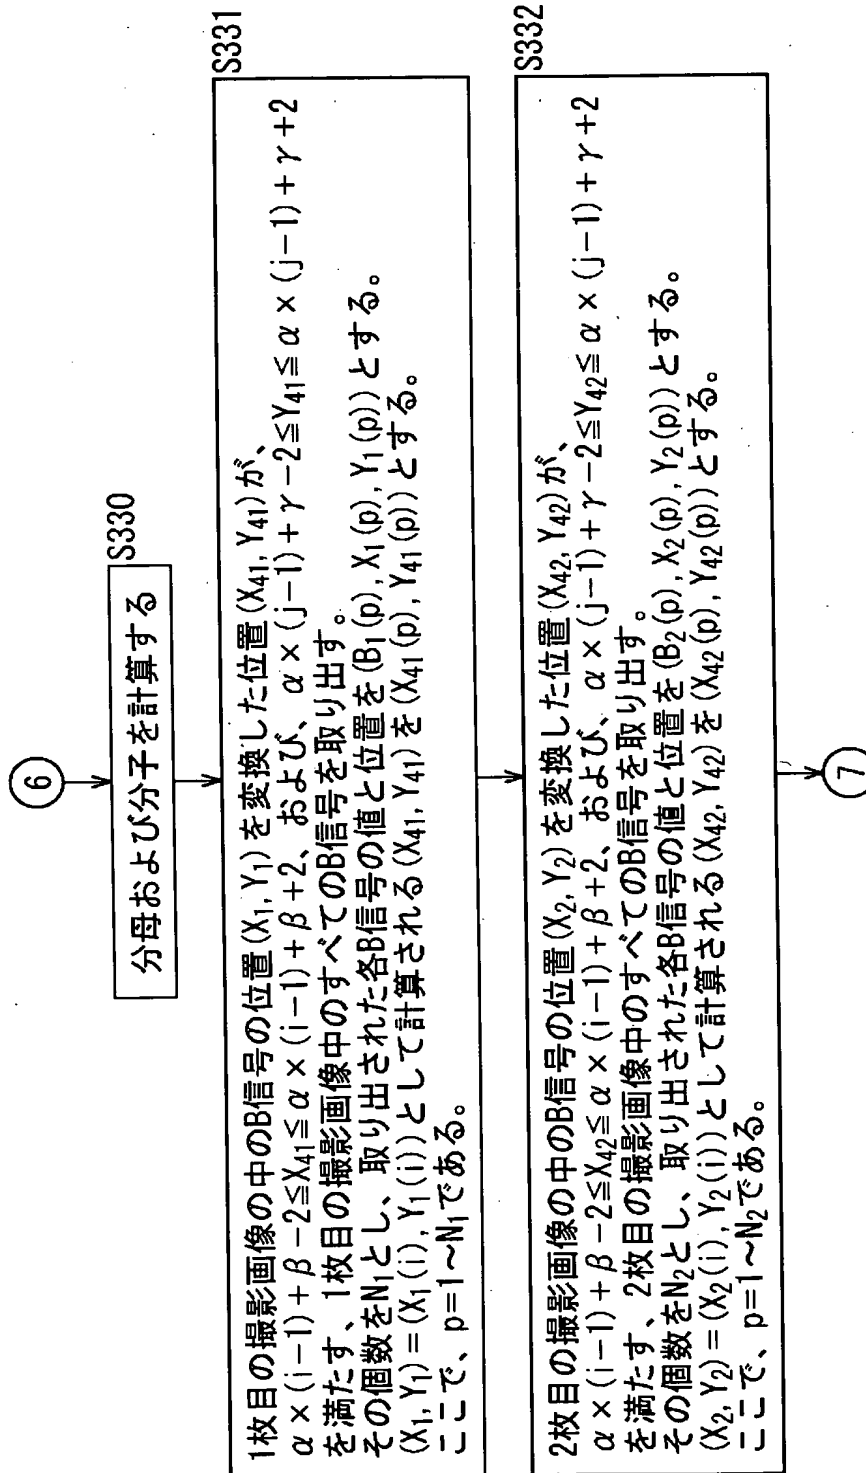 ⑥
S330
分母および分子を計算する
S331
1枚目の撮影画像の中のB信号の位置(X₁, Y₁)を変換した位置(X₄₁, Y₄₁)が、
α×(i−1)+β−2≦X₄₁≦α×(i−1)+β+2、および、α×(j−1)+γ−2≦Y₄₁≦α×(j−1)+γ+2
を満たす、1枚目の撮影画像中のすべてのB信号を取り出す。
その個数をN₁とし、取り出された各B信号の値と位置を(B₁(p), X₁(p), Y₁(p))とする。
(X₁, Y₁)=(X₁(i), Y₁(i))として計算される(X₄₁, Y₄₁)を(X₄₁(p), Y₄₁(p))とする。
ここで、p=1〜N₁である。
S332
2枚目の撮影画像の中のB信号の位置(X₂, Y₂)を変換した位置(X₄₂, Y₄₂)が、
α×(i−1)+β−2≦X₄₂≦α×(i−1)+β+2、および、α×(j−1)+γ−2≦Y₄₂≦α×(j−1)+γ+2
を満たす、2枚目の撮影画像中のすべてのB信号を取り出す。
その個数をN₂とし、取り出された各B信号の値と位置を(B₂(p), X₂(p), Y₂(p))とする。
(X₂, Y₂)=(X₂(i), Y₂(i))として計算される(X₄₂, Y₄₂)を(X₄₂(p), Y₄₂(p))とする。
ここで、p=1〜N₂である。
⑦